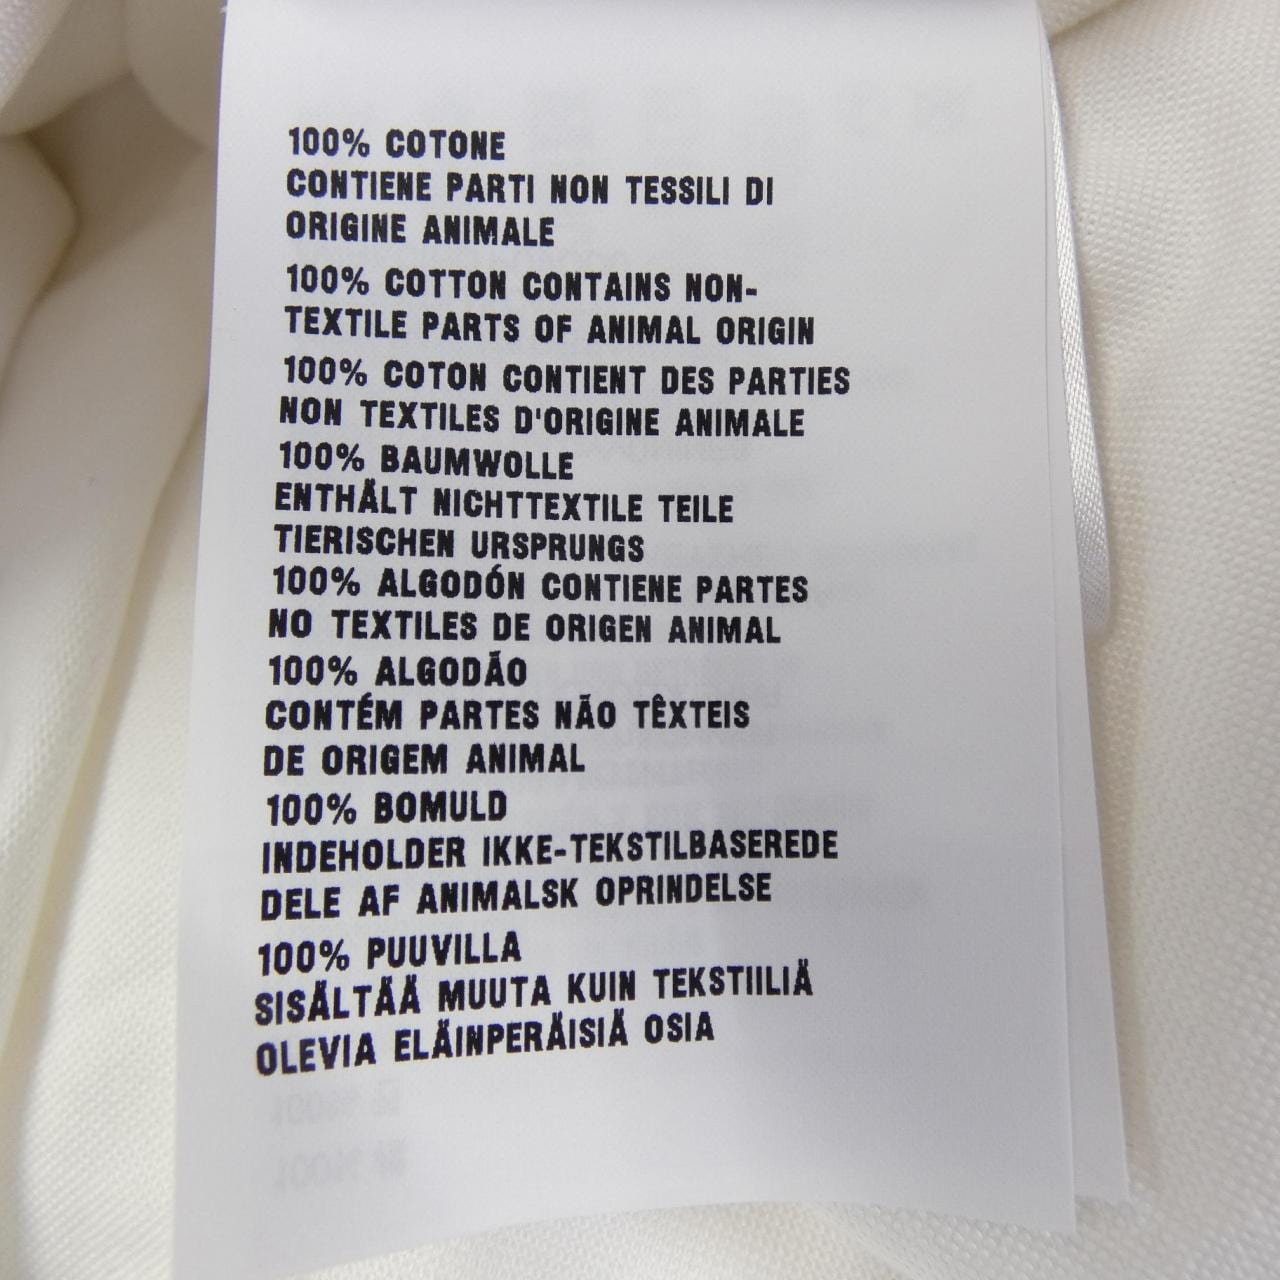 100% COTONE
CONTIENE PARTI NON TESSILI DI
ORIGINE ANIMALE
100% COTTON CONTAINS NON-
TEXTILE PARTS OF ANIMAL ORIGIN
100% COTON CONTIENT DES PARTIES
NON TEXTILES D'ORIGINE ANIMALE
100% BAUMWOLLE
ENTHÄLT NICHTTEXTILE TEILE
TIERISCHEN URSPRUNGS
100% ALGODÓN CONTIENE PARTES
NO TEXTILES DE ORIGEN ANIMAL
100% ALGODÃO
CONTÉM PARTES NÃO TÊXTEIS
DE ORIGEM ANIMAL
100% BOMULD
INDEHOLDER IKKE-TEKSTILBASEREDE
DELE AF ANIMALSK OPRINDELSE
100% PUUVILLA
SISÄLTÄÄ MUUTA KUIN TEKSTIILIÄ
OLEVIA ELÄINPERÄISIÄ OSIA